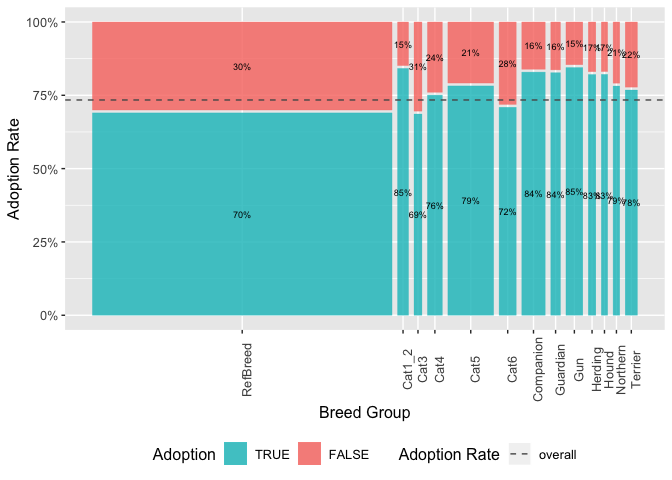 100%
75%
50%
25%
0%
Adoption Rate
30%
15%
31%
24%
21%
28%
16%
16%
15%
17%
17%
21%
22%
70%
85%
69%
76%
79%
72%
84%
84%
85%
83%
83%
79%
78%
RefBreed
Cat1_2
Cat3
Cat4
Cat5
Cat6
Companion
Guardian
Gun
Herding
Hound
Northern
Terrier
Breed Group
Adoption TRUE FALSE Adoption Rate overall